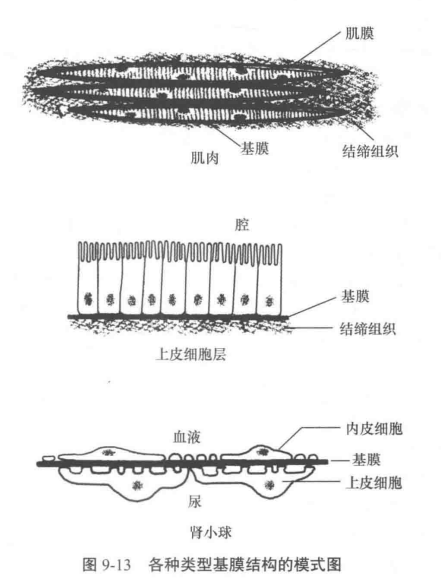 肌膜
基膜
结缔组织
肌肉
腔
基膜
结缔组织
上皮细胞层
血液
内皮细胞
基膜
上皮细胞
尿
肾小球
图 9-13 各种类型基膜结构的模式图